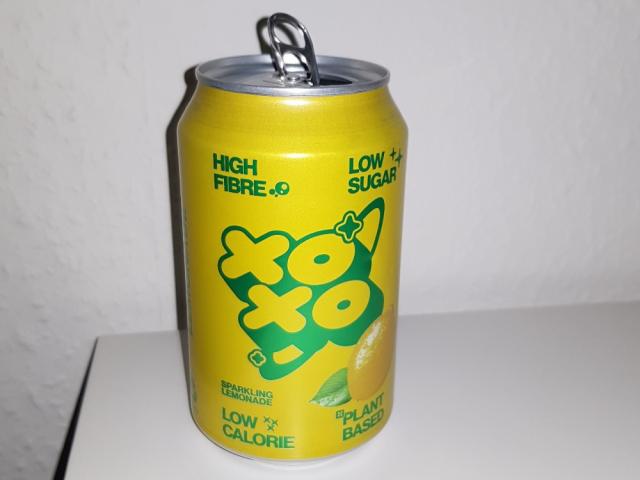 HIGH
FIBRE
LOW
SUGAR
XO
XO
SPARKLING
LEMONADE
LOW
CALORIE
PLANT
BASED